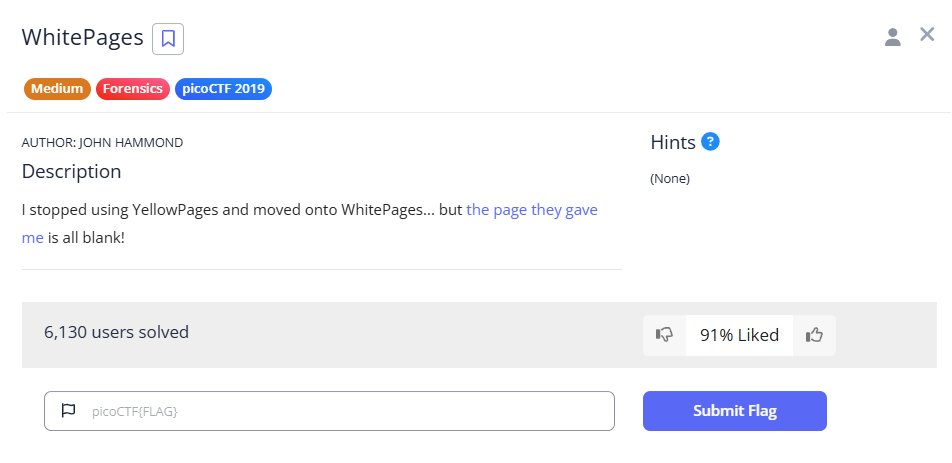 WhitePages
Medium Forensics picoCTF 2019
AUTHOR: JOHN HAMMOND
Description
I stopped using YellowPages and moved onto WhitePages... but the page they gave
me is all blank!
Hints ?
(None)
6,130 users solved
91% Liked
picoCTF{FLAG}
Submit Flag